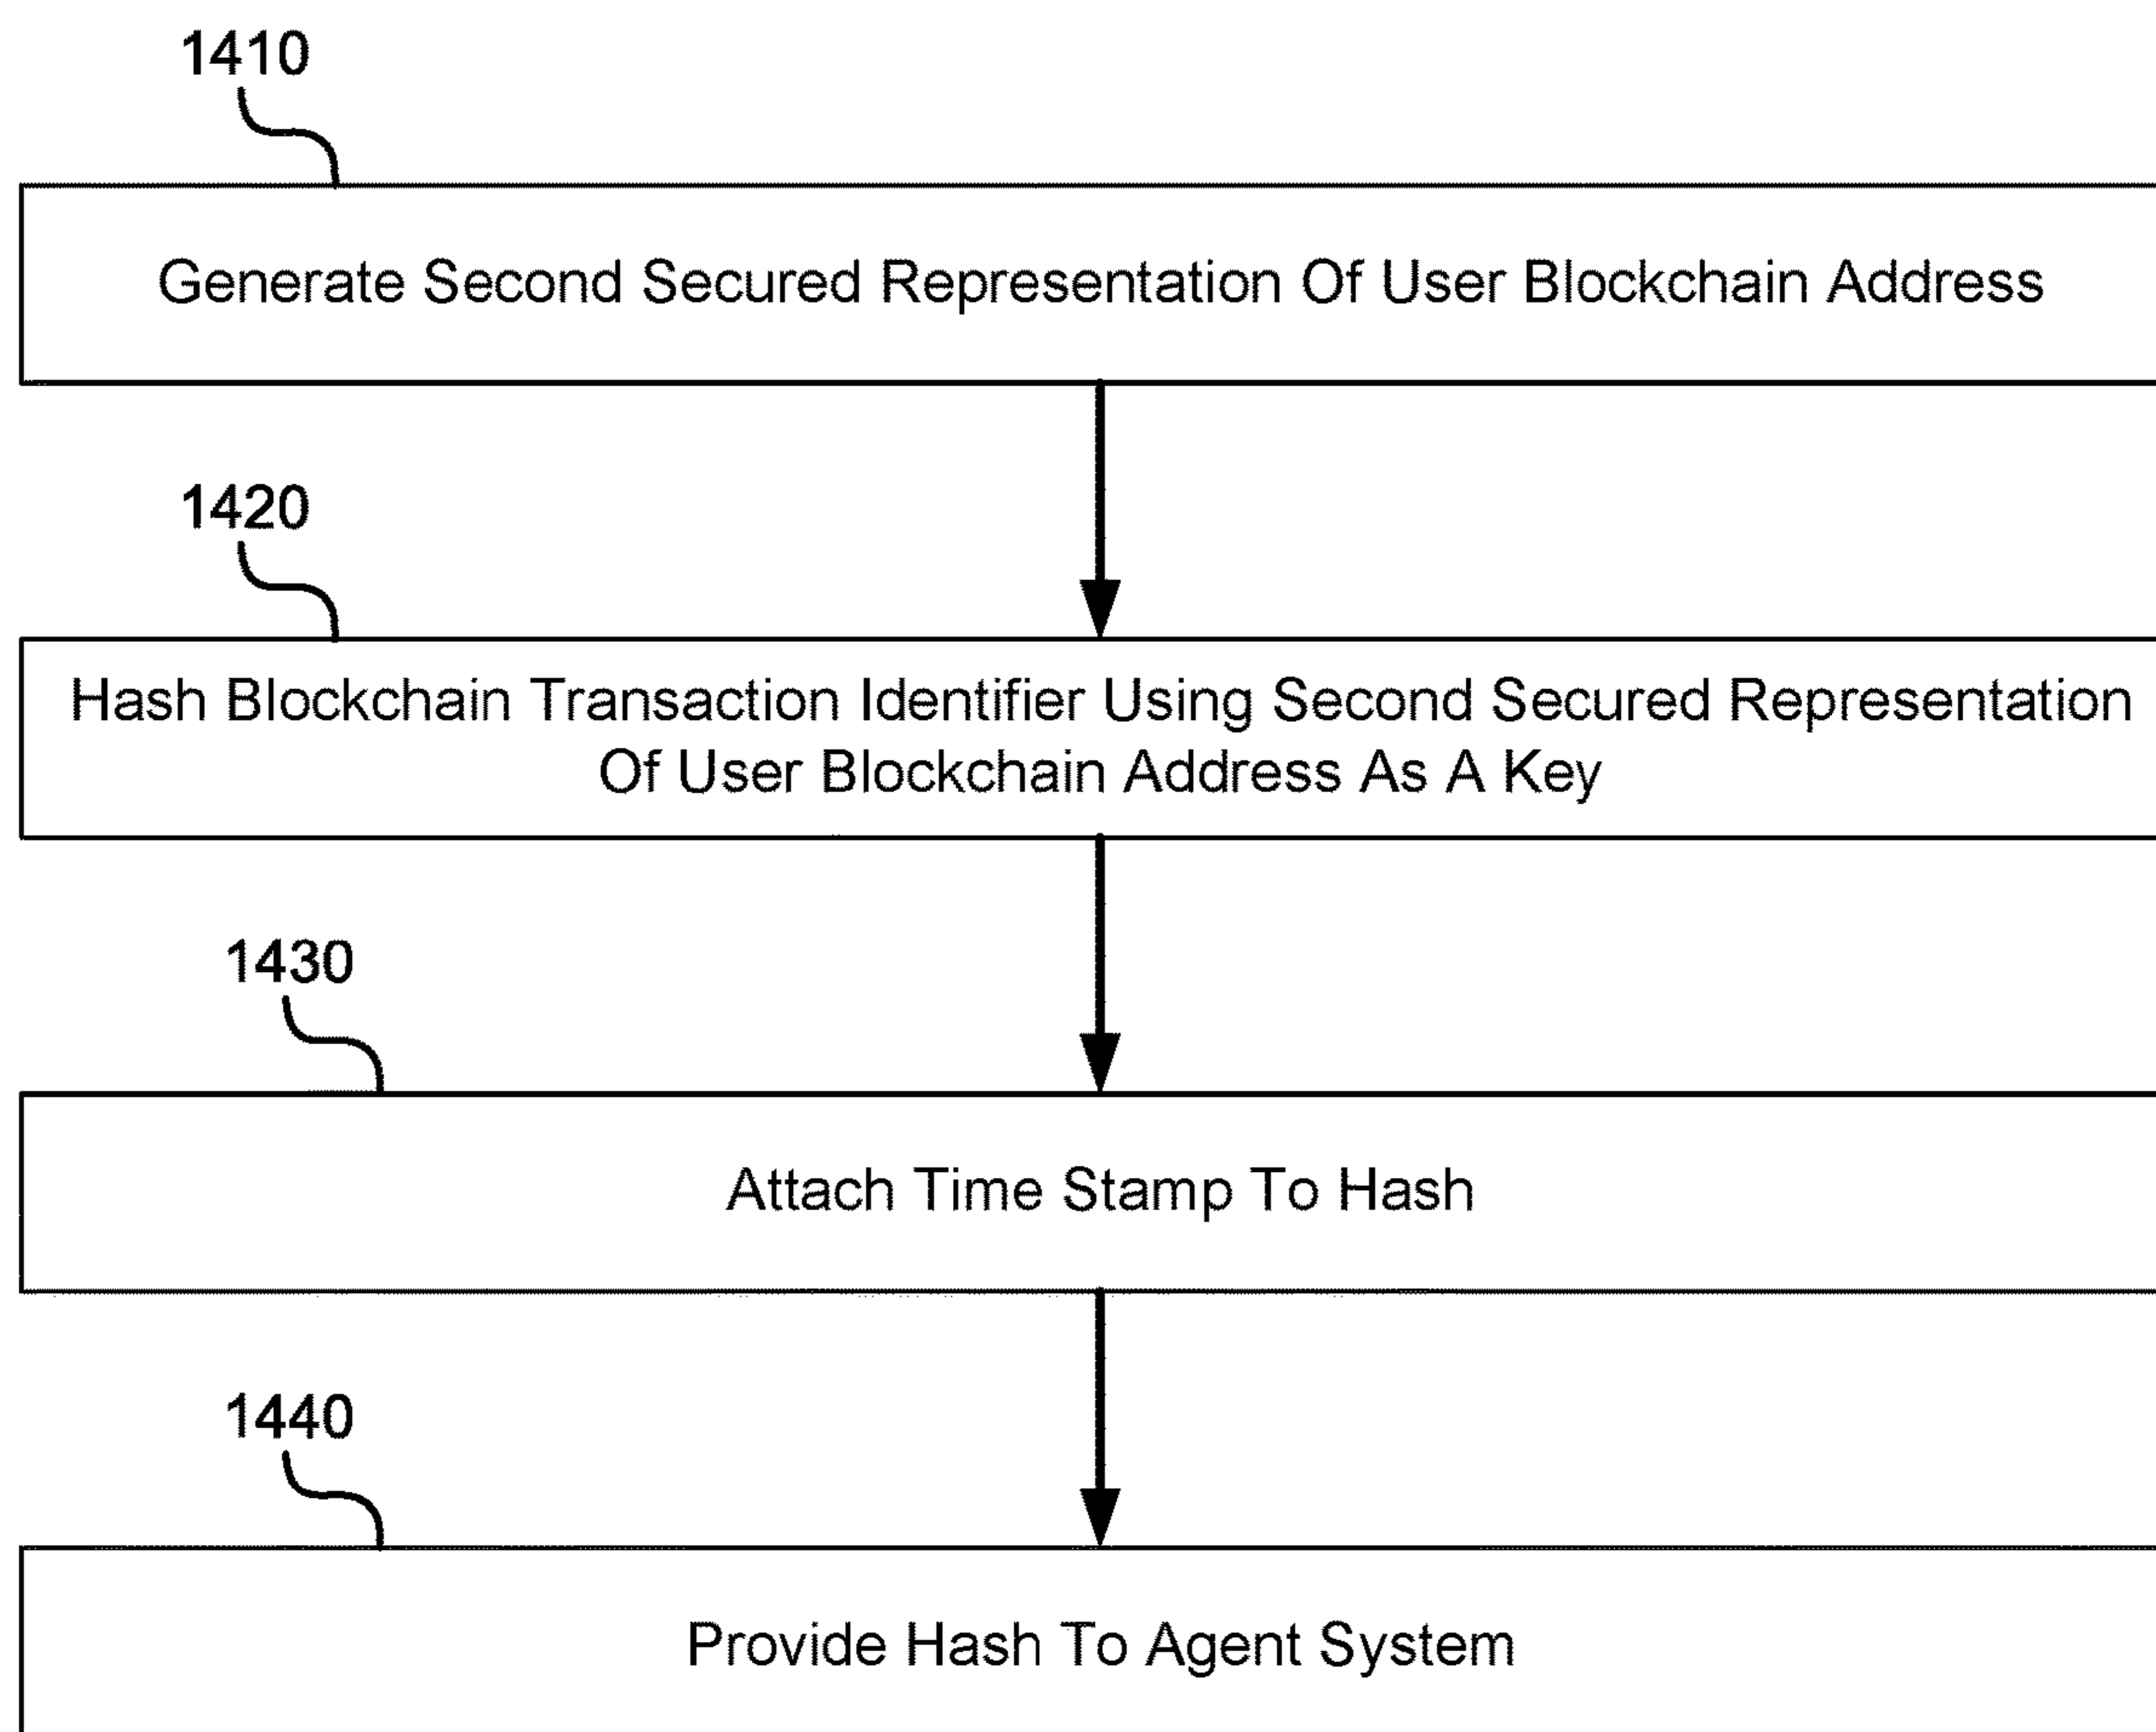 1410
Generate Second Secured Representation Of User Blockchain Address
1420
Hash Blockchain Transaction Identifier Using Second Secured Representation
Of User Blockchain Address As A Key
1430
Attach Time Stamp To Hash
1440
Provide Hash To Agent System